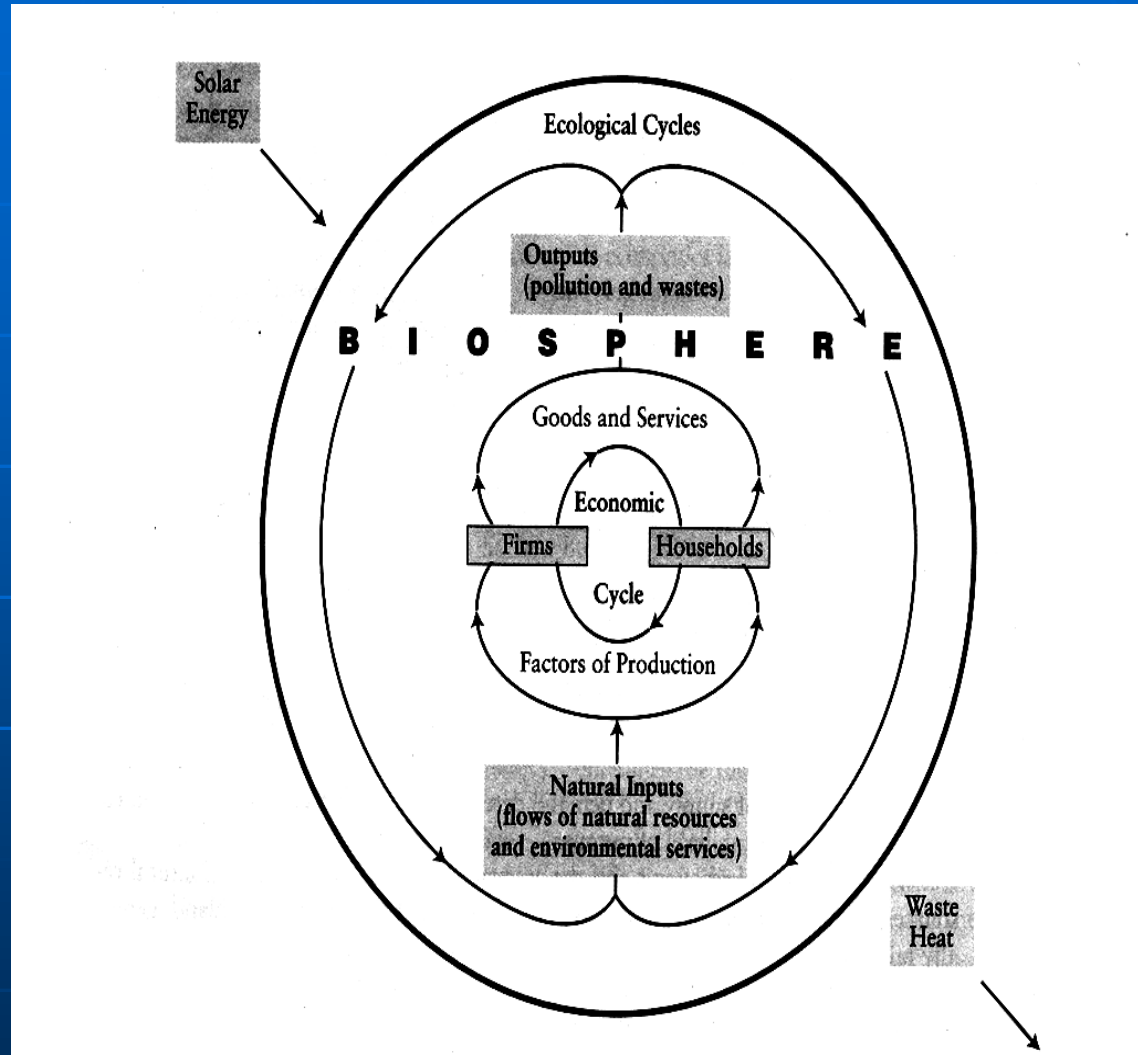 Solar
Energy
Ecological Cycles
Outputs
(pollution and wastes)
B I O S P H E R E
Goods and Services
Economic
Firms
Households
Cycle
Factors of Production
Natural Inputs
(flows of natural resources
and environmental services)
Waste
Heat